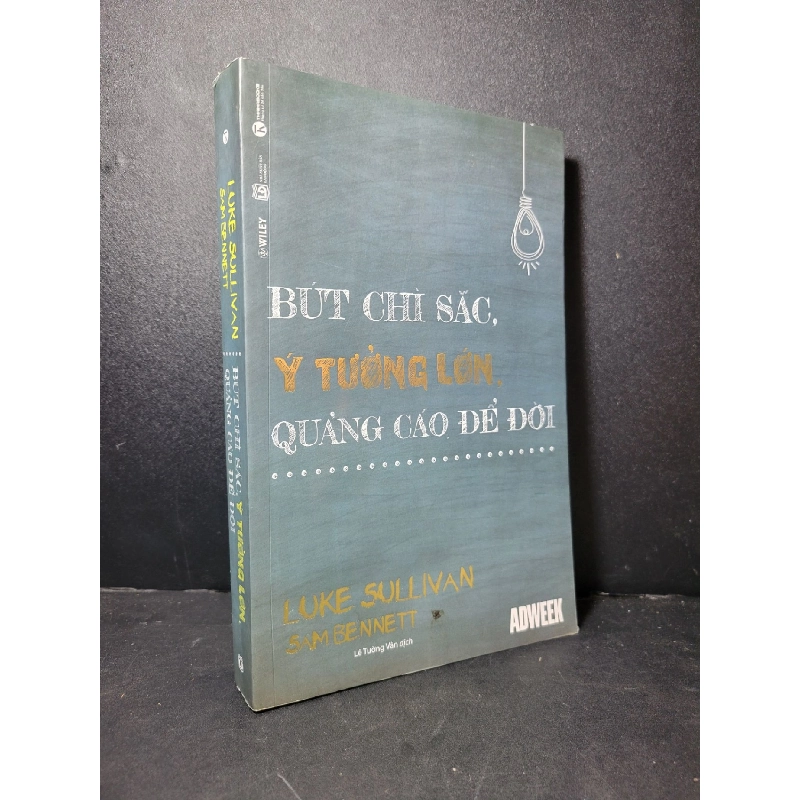 LUKE SULLIVAN
SAM BENNETT
BÚT CHÌ SẮC, Ý TƯỞNG LỚN,
QUẢNG CÁO ĐỂ ĐỜI
WILEY
BÚT CHÌ SẮC,
Ý TƯỞNG LỚN,
QUẢNG CÁO ĐỂ ĐỜI
LUKE SULLIVAN
SAM BENNETT
Lê Tường Vân dịch
ADWEEK